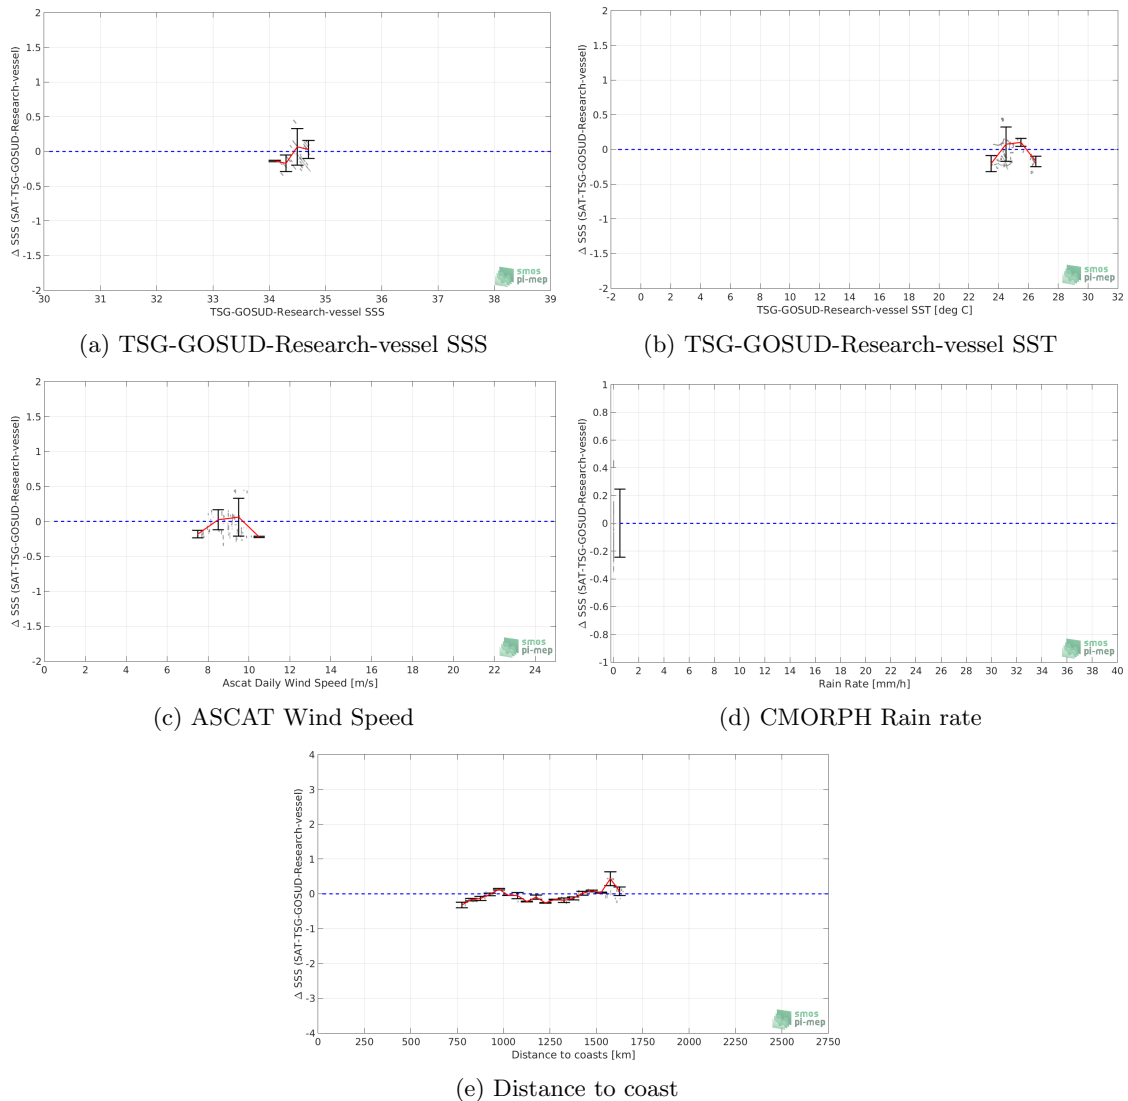 2
1.5
1
0.5
0
-0.5
-1
-1.5
-2
Δ SSS (SAT-TSG-GOSUD-Research-vessel)
30 31 32 33 34 35 36 37 38 39
TSG-GOSUD-Research-vessel SSS
smos
pi-mep
(a) TSG-GOSUD-Research-vessel SSS
2
1.5
1
0.5
0
-0.5
-1
-1.5
-2
Δ SSS (SAT-TSG-GOSUD-Research-vessel)
-2 0 2 4 6 8 10 12 14 16 18 20 22 24 26 28 30 32
TSG-GOSUD-Research-vessel SST [deg C]
smos
pi-mep
(b) TSG-GOSUD-Research-vessel SST
2
1.5
1
0.5
0
-0.5
-1
-1.5
-2
Δ SSS (SAT-TSG-GOSUD-Research-vessel)
0 2 4 6 8 10 12 14 16 18 20 22 24
Ascat Daily Wind Speed [m/s]
smos
pi-mep
(c) ASCAT Wind Speed
1
0.8
0.6
0.4
0.2
0
-0.2
-0.4
-0.6
-0.8
-1
Δ SSS (SAT-TSG-GOSUD-Research-vessel)
0 2 4 6 8 10 12 14 16 18 20 22 24 26 28 30 32 34 36 38 40
Rain Rate [mm/h]
smos
pi-mep
(d) CMORPH Rain rate
4
3
2
1
0
-1
-2
-3
-4
Δ SSS (SAT-TSG-GOSUD-Research-vessel)
0 250 500 750 1000 1250 1500 1750 2000 2250 2500 2750
Distance to coasts [km]
smos
pi-mep
(e) Distance to coast